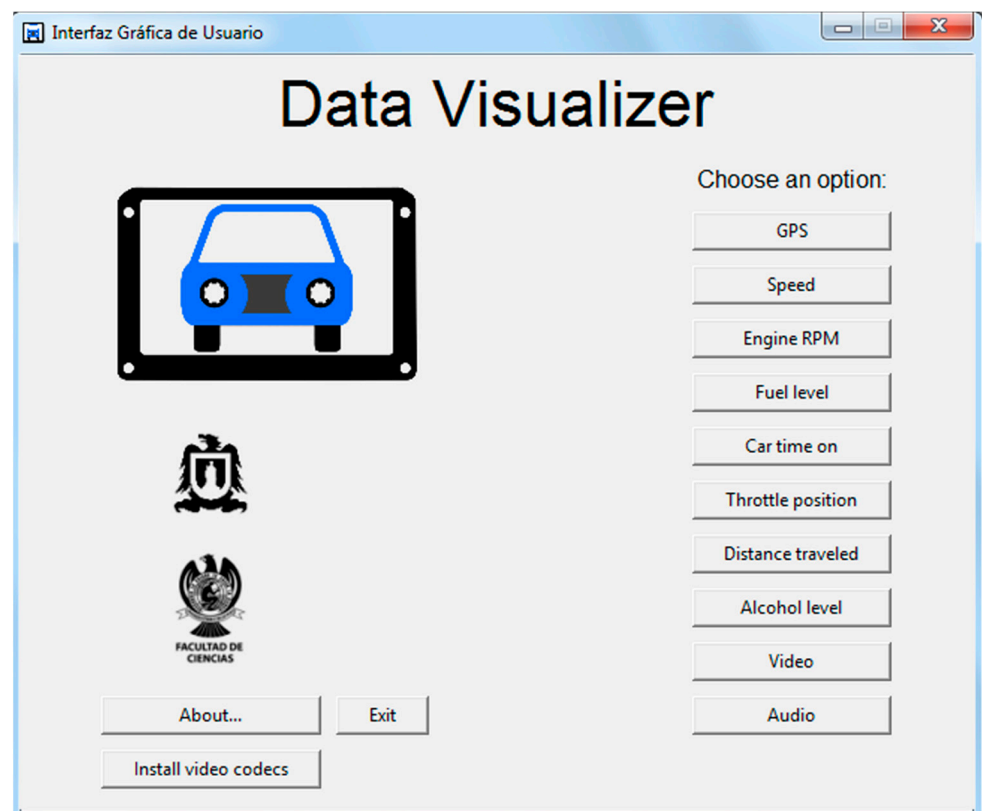 Interfaz Gráfica de Usuario
Data Visualizer
Choose an option:
GPS
Speed
Engine RPM
Fuel level
Car time on
Throttle position
Distance traveled
Alcohol level
Video
Audio
FACULTAD DE
CIENCIAS
About...
Exit
Install video codecs